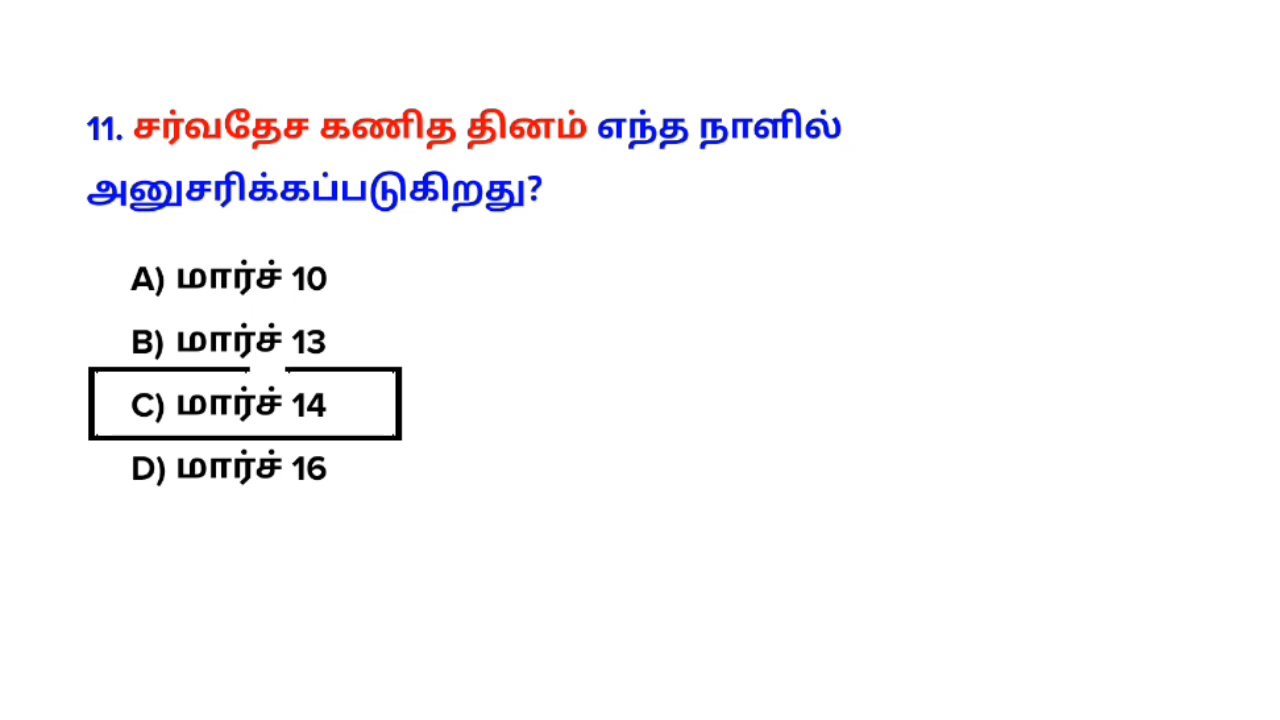 11. சர்வதேச கணித தினம் எந்த நாளில்
அனுசரிக்கப்படுகிறது?
A) மார்ச் 10
B) மார்ச் 13
C) மார்ச் 14
D) மார்ச் 16